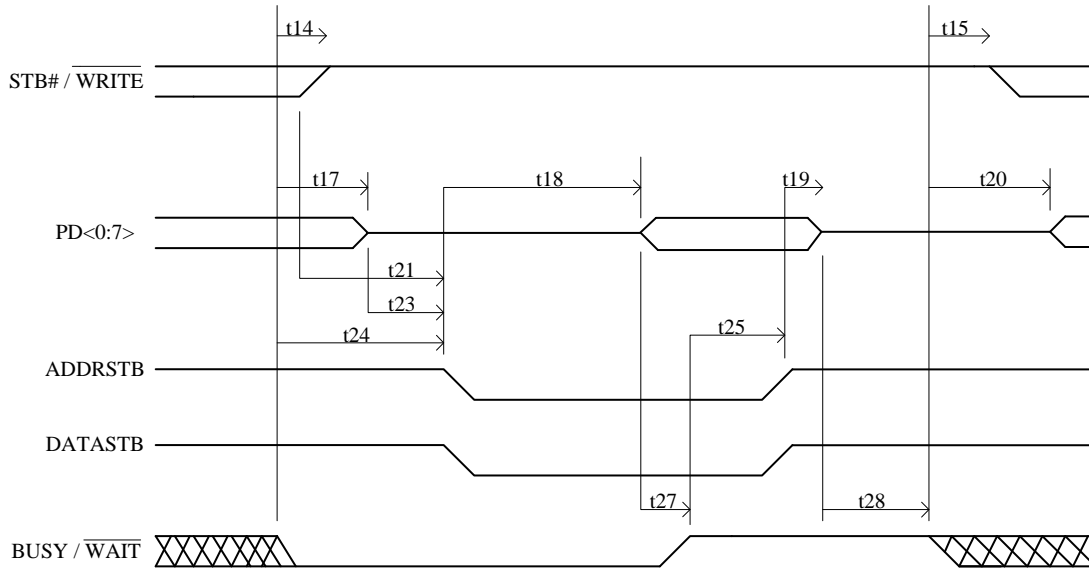 t14
t15
STB# / WRITE
t17
t18
t19
t20
PD<0:7>
t21
t23
t24
t25
ADDRSTB
DATASTB
t27
t28
BUSY / WAIT